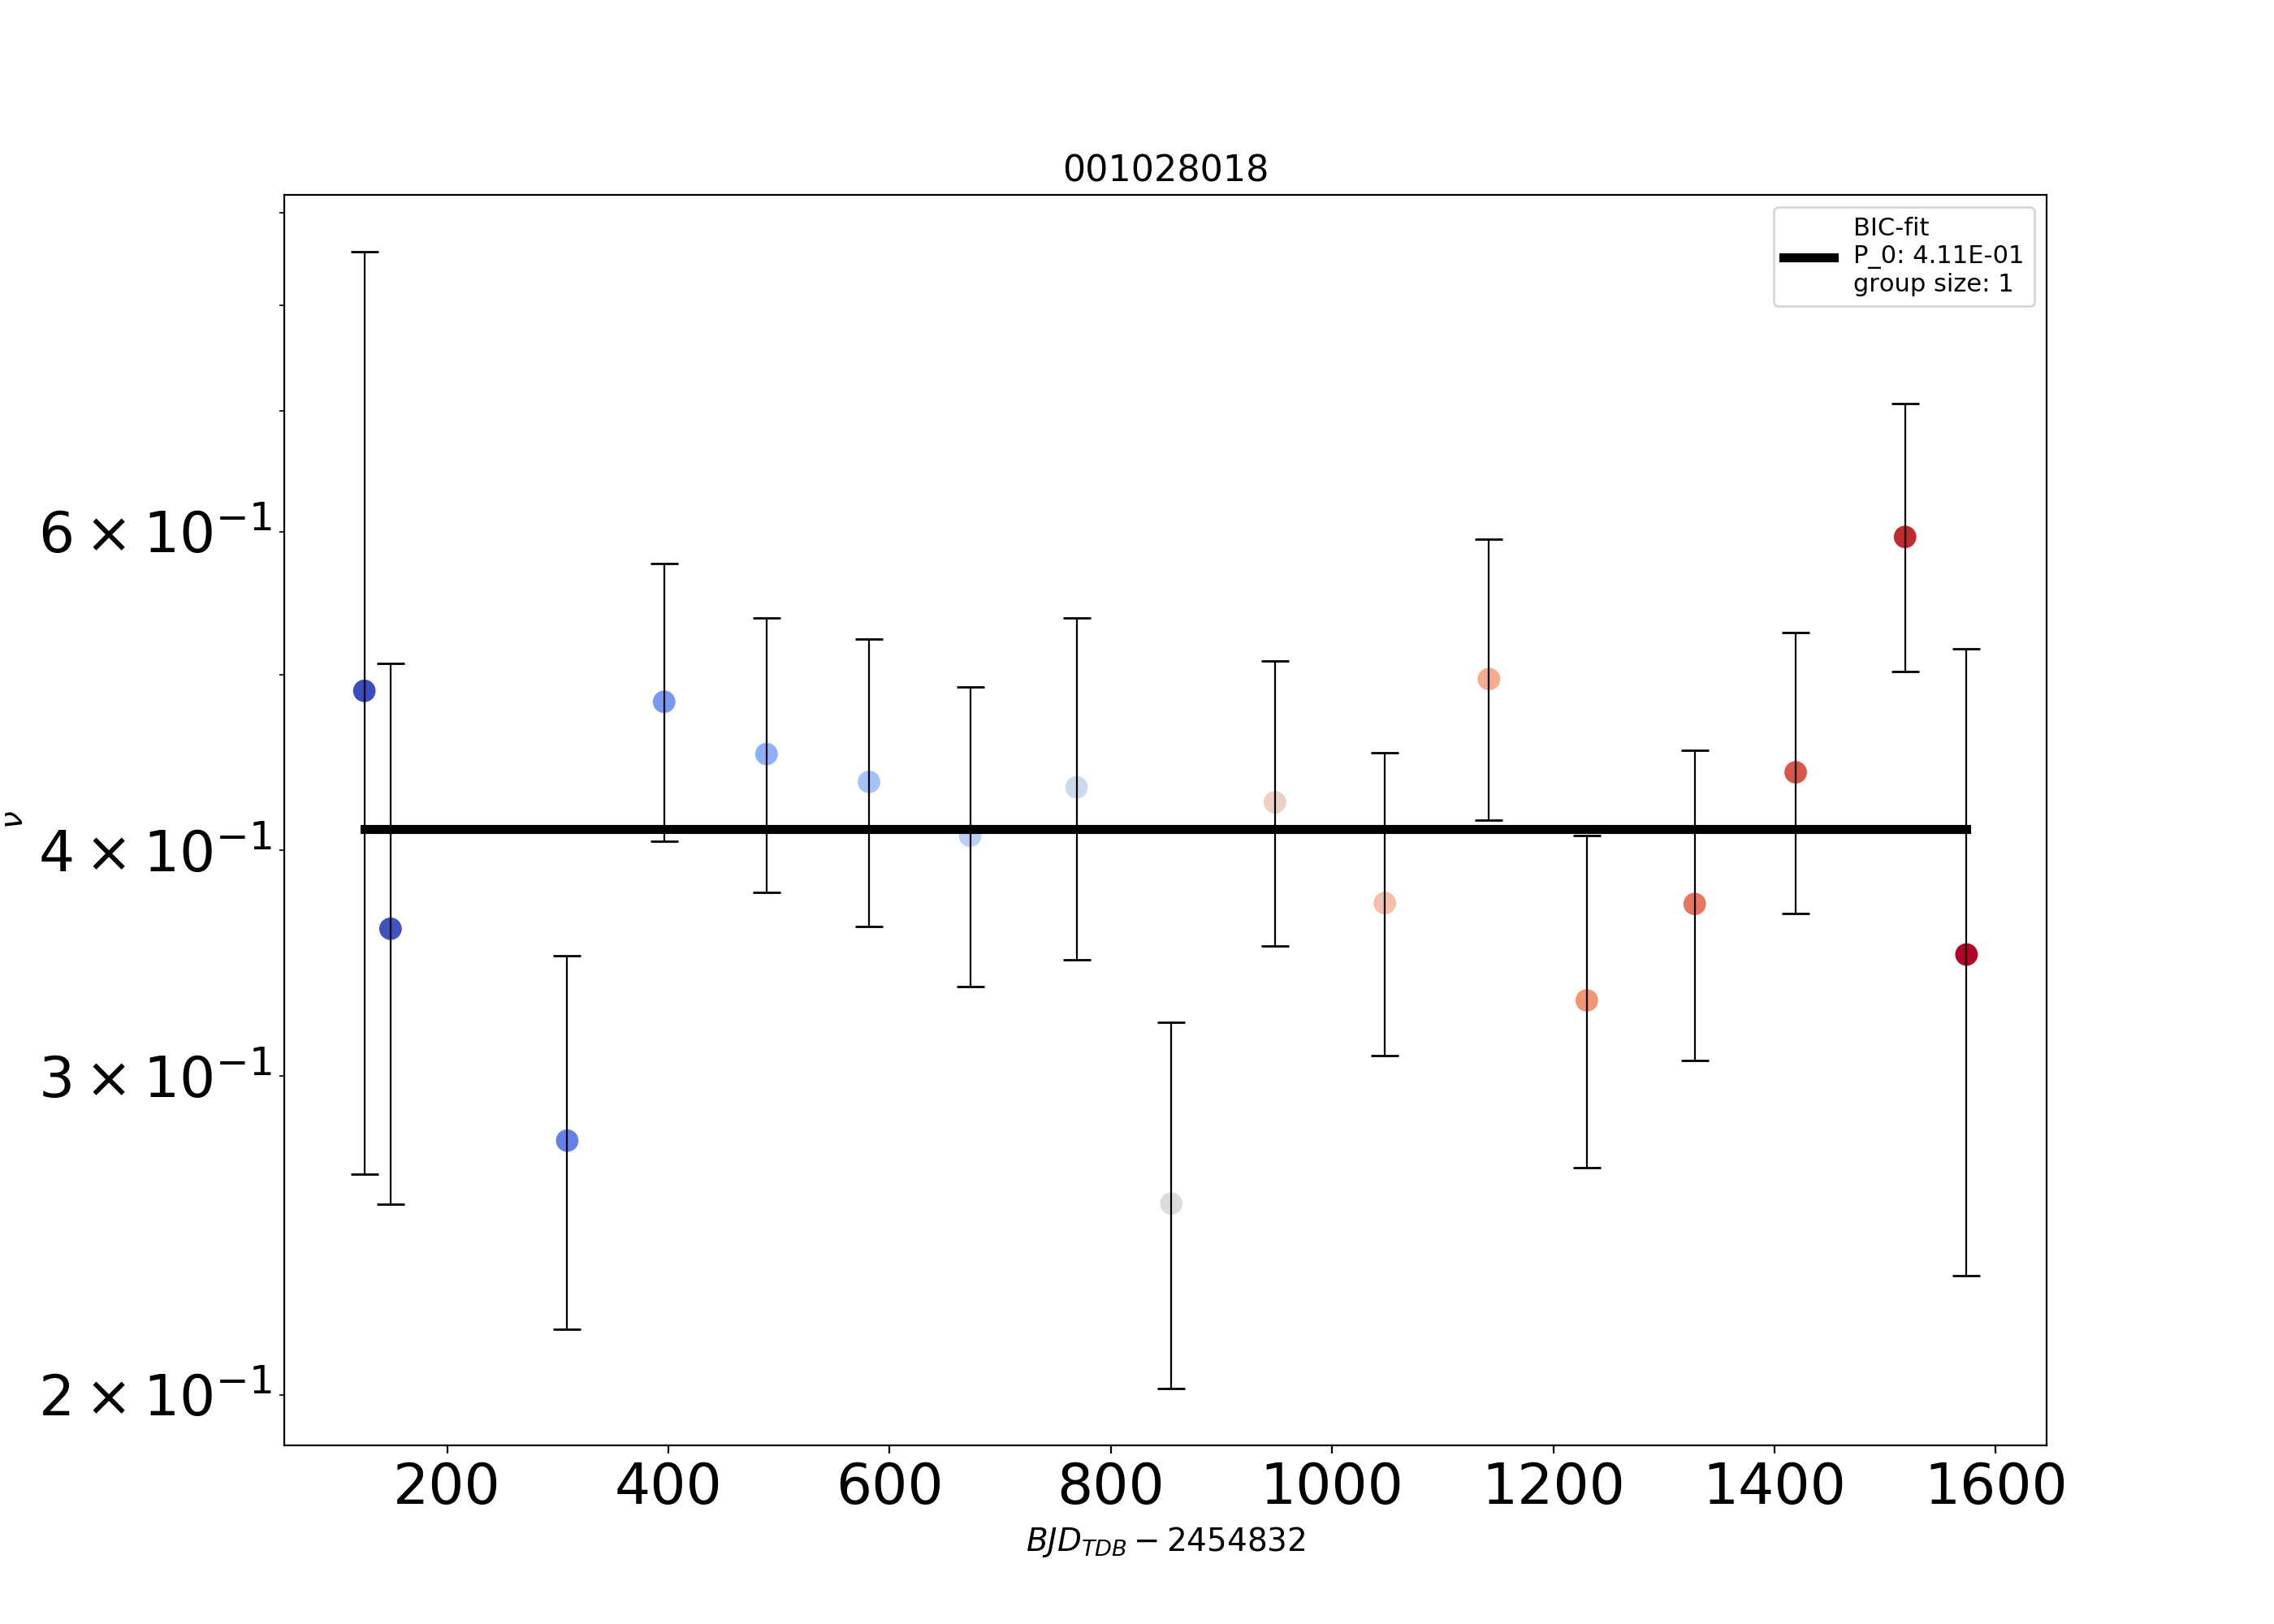 001028018
BIC-fit
P_0: 4.11E-01
group size: 1
6 × 10⁻¹
4 × 10⁻¹
3 × 10⁻¹
2 × 10⁻¹
ν
200 400 600 800 1000 1200 1400 1600
BJD_TDB − 2454832